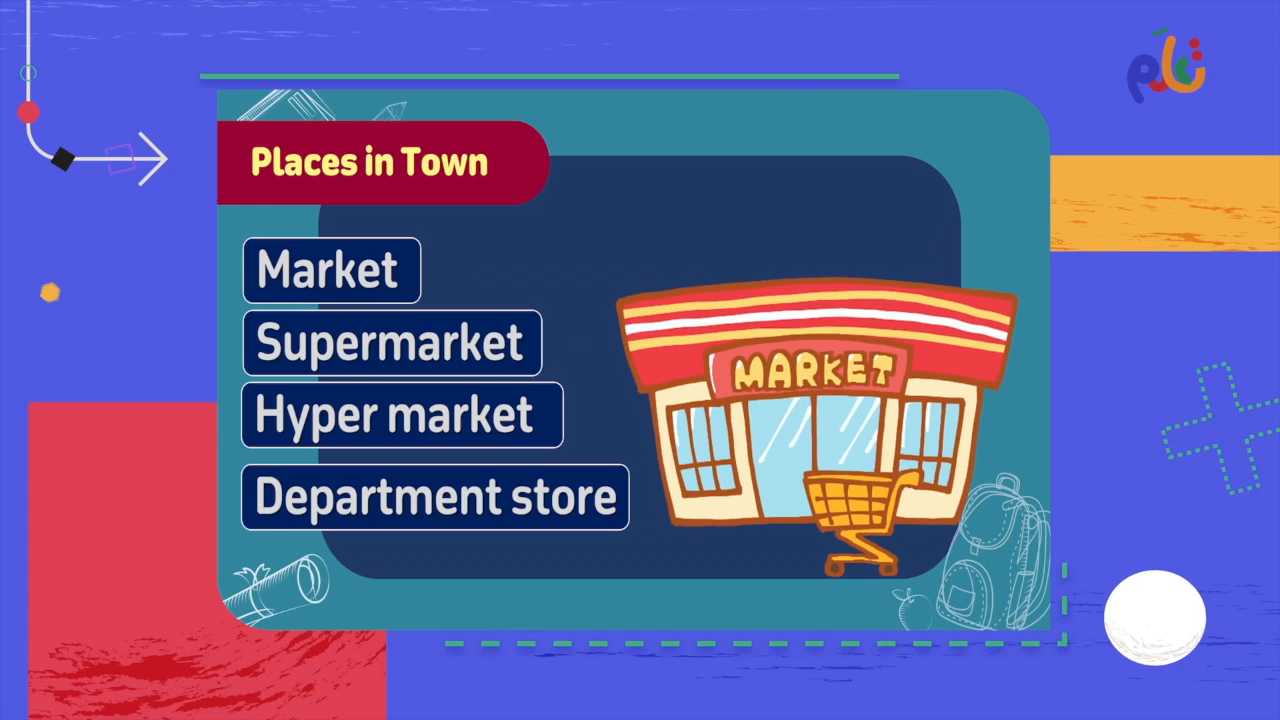 Places in Town
Market
Supermarket
Hyper market
Department store
MARKET